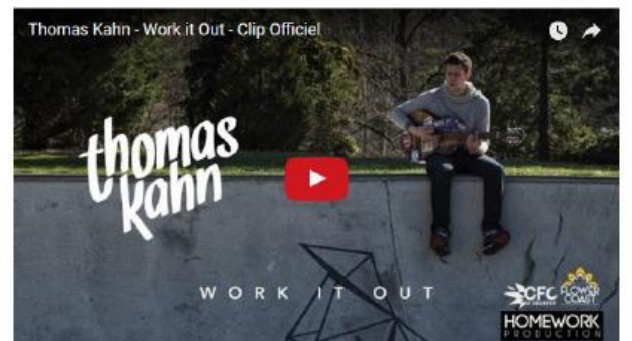 Thomas Kahn - Work it Out - Clip Officiel
thomas
kahn
WORK IT OUT
CFC
FLOWER
COAST
HOMEWORK
PRODUCTION